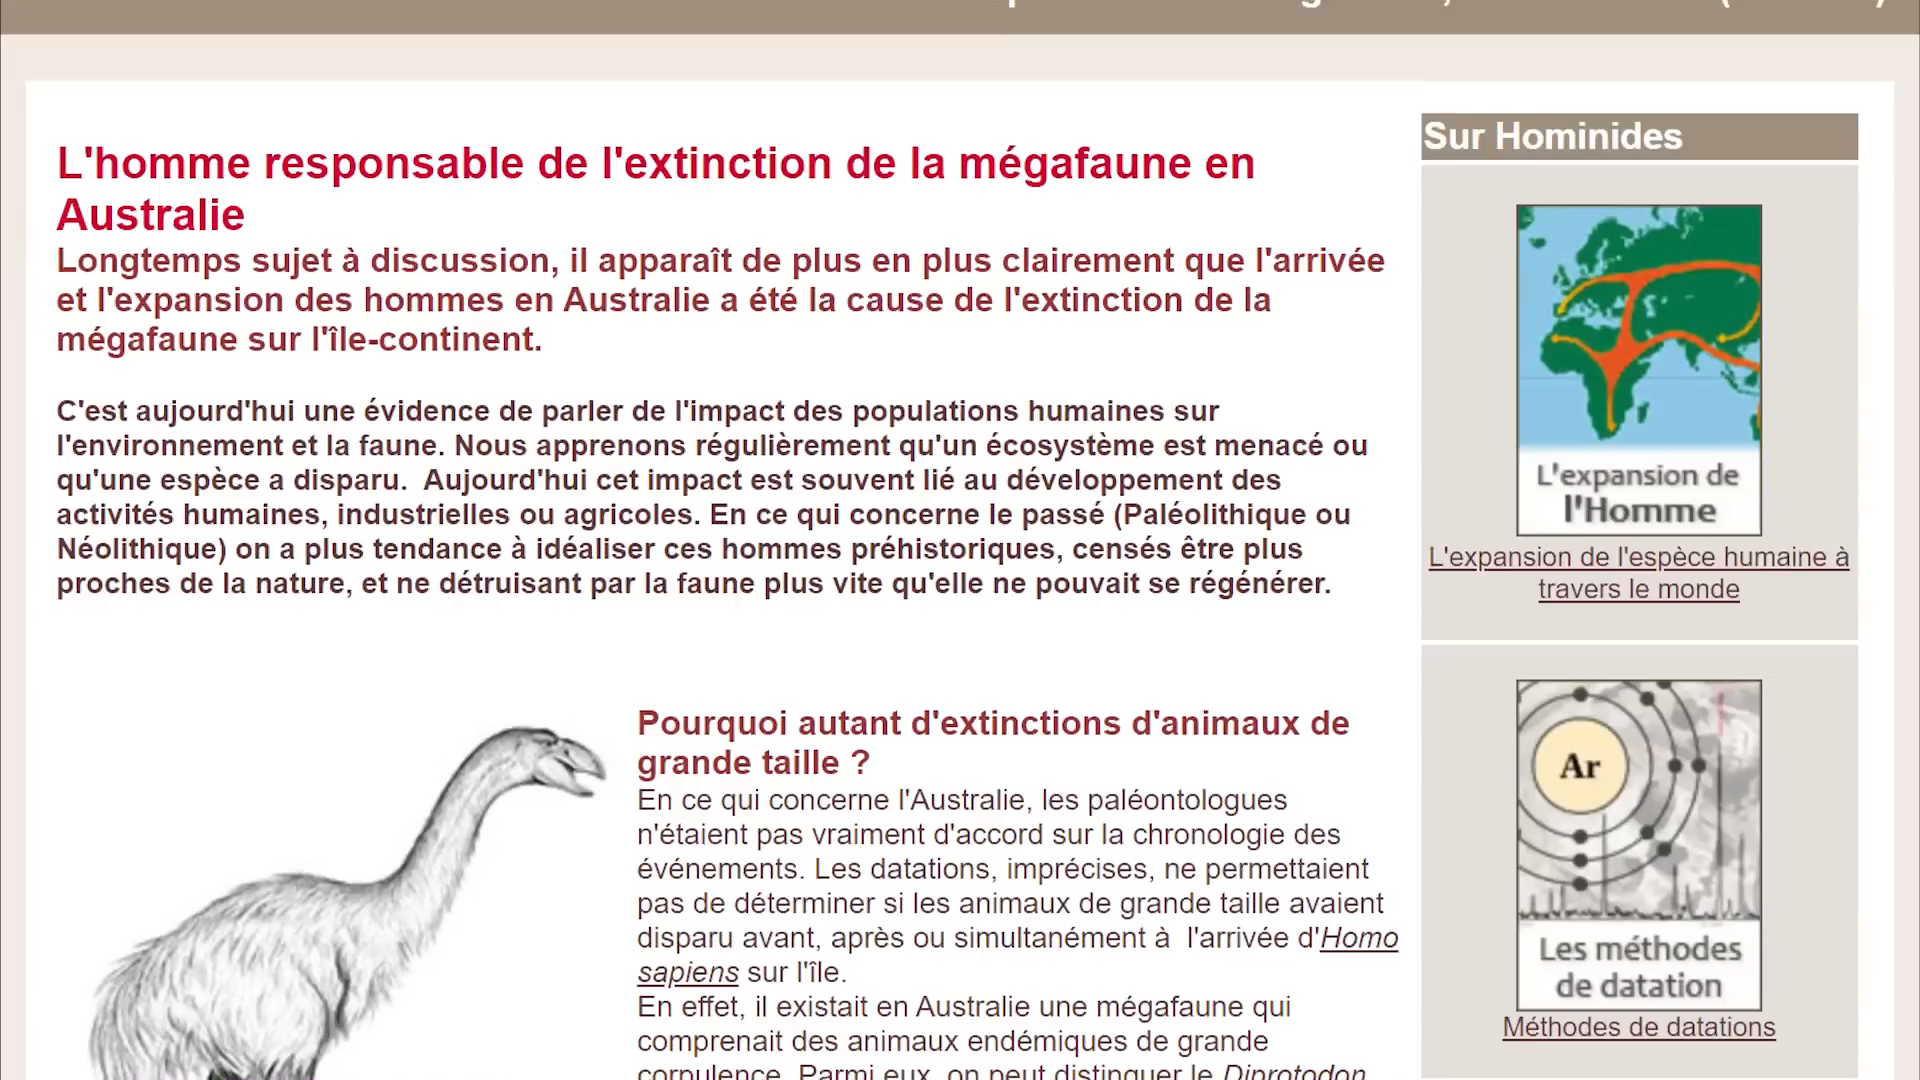 L'homme responsable de l'extinction de la mégafaune en
Australie
Longtemps sujet à discussion, il apparaît de plus en plus clairement que l'arrivée
et l'expansion des hommes en Australie a été la cause de l'extinction de la
mégafaune sur l'île-continent.
C'est aujourd'hui une évidence de parler de l'impact des populations humaines sur
l'environnement et la faune. Nous apprenons régulièrement qu'un écosystème est menacé ou
qu'une espèce a disparu.  Aujourd'hui cet impact est souvent lié au développement des
activités humaines, industrielles ou agricoles. En ce qui concerne le passé (Paléolithique ou
Néolithique) on a plus tendance à idéaliser ces hommes préhistoriques, censés être plus
proches de la nature, et ne détruisant par la faune plus vite qu'elle ne pouvait se régénérer.
Pourquoi autant d'extinctions d'animaux de
grande taille ?
En ce qui concerne l'Australie, les paléontologues
n'étaient pas vraiment d'accord sur la chronologie des
événements. Les datations, imprécises, ne permettaient
pas de déterminer si les animaux de grande taille avaient
disparu avant, après ou simultanément à  l'arrivée d'Homo
sapiens sur l'île.
En effet, il existait en Australie une mégafaune qui
comprenait des animaux endémiques de grande
corpulence. Parmi eux, on peut distinguer le Diprotodon
Sur Hominides
L'expansion de
l'Homme
L'expansion de l'espèce humaine à
travers le monde
Ar
Les méthodes
de datation
Méthodes de datations